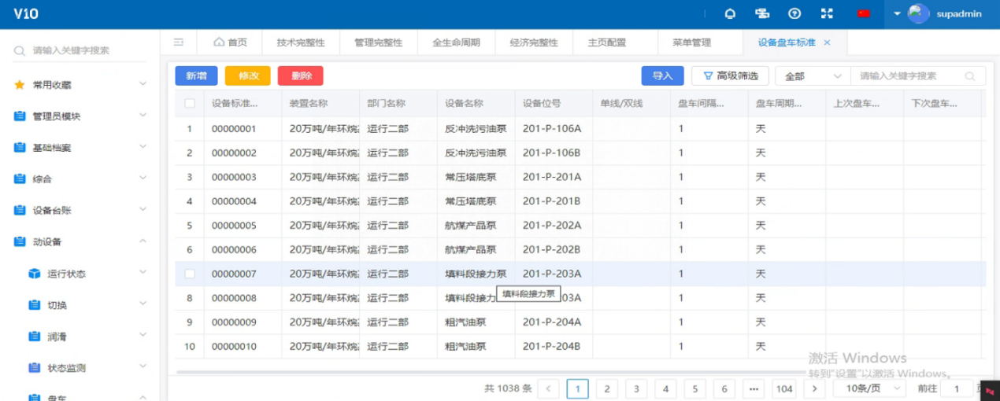 V10
supadmin
请输入关键字搜索
首页 技术完整性 管理完整性 全生命周期 经济完整性 主页配置 菜单管理 设备盘车标准 ×
常用收藏
管理员模块
基础档案
综合
设备台账
动设备
运行状态
切换
润滑
状态监测
盘车
新增 修改 删除 导入 高级筛选 全部 请输入关键字搜索
设备标准... 装置名称 部门名称 设备名称 设备位号 单线/双线 盘车间隔... 盘车周期... 上次盘车... 下次盘车...
1 00000001 20万吨/年环烷 运行二部 反冲洗污油泵 201-P-106A 1 天
2 00000002 20万吨/年环烷 运行二部 反冲洗污油泵 201-P-106B 1 天
3 00000003 20万吨/年环烷 运行二部 常压塔底泵 201-P-201A 1 天
4 00000004 20万吨/年环烷 运行二部 常压塔底泵 201-P-201B 1 天
5 00000005 20万吨/年环烷 运行二部 航煤产品泵 201-P-202A 1 天
6 00000006 20万吨/年环烷 运行二部 航煤产品泵 201-P-202B 1 天
00000007 20万吨/年环烷 运行二部 填料段接力泵 201-P-203A 1 天
填料段接力泵
8 00000008 20万吨/年环烷 运行二部 填料段接力 03A 1 天
9 00000009 20万吨/年环烷 运行二部 粗汽油泵 201-P-204A 1 天
10 00000010 20万吨/年环烷 运行二部 粗汽油泵 201-P-204B 1 天
激活 Windows
转到"设置"以激活 Windows。
共 1038 条 < 1 2 3 4 5 6 ... 104 > 10条/页 前往 1